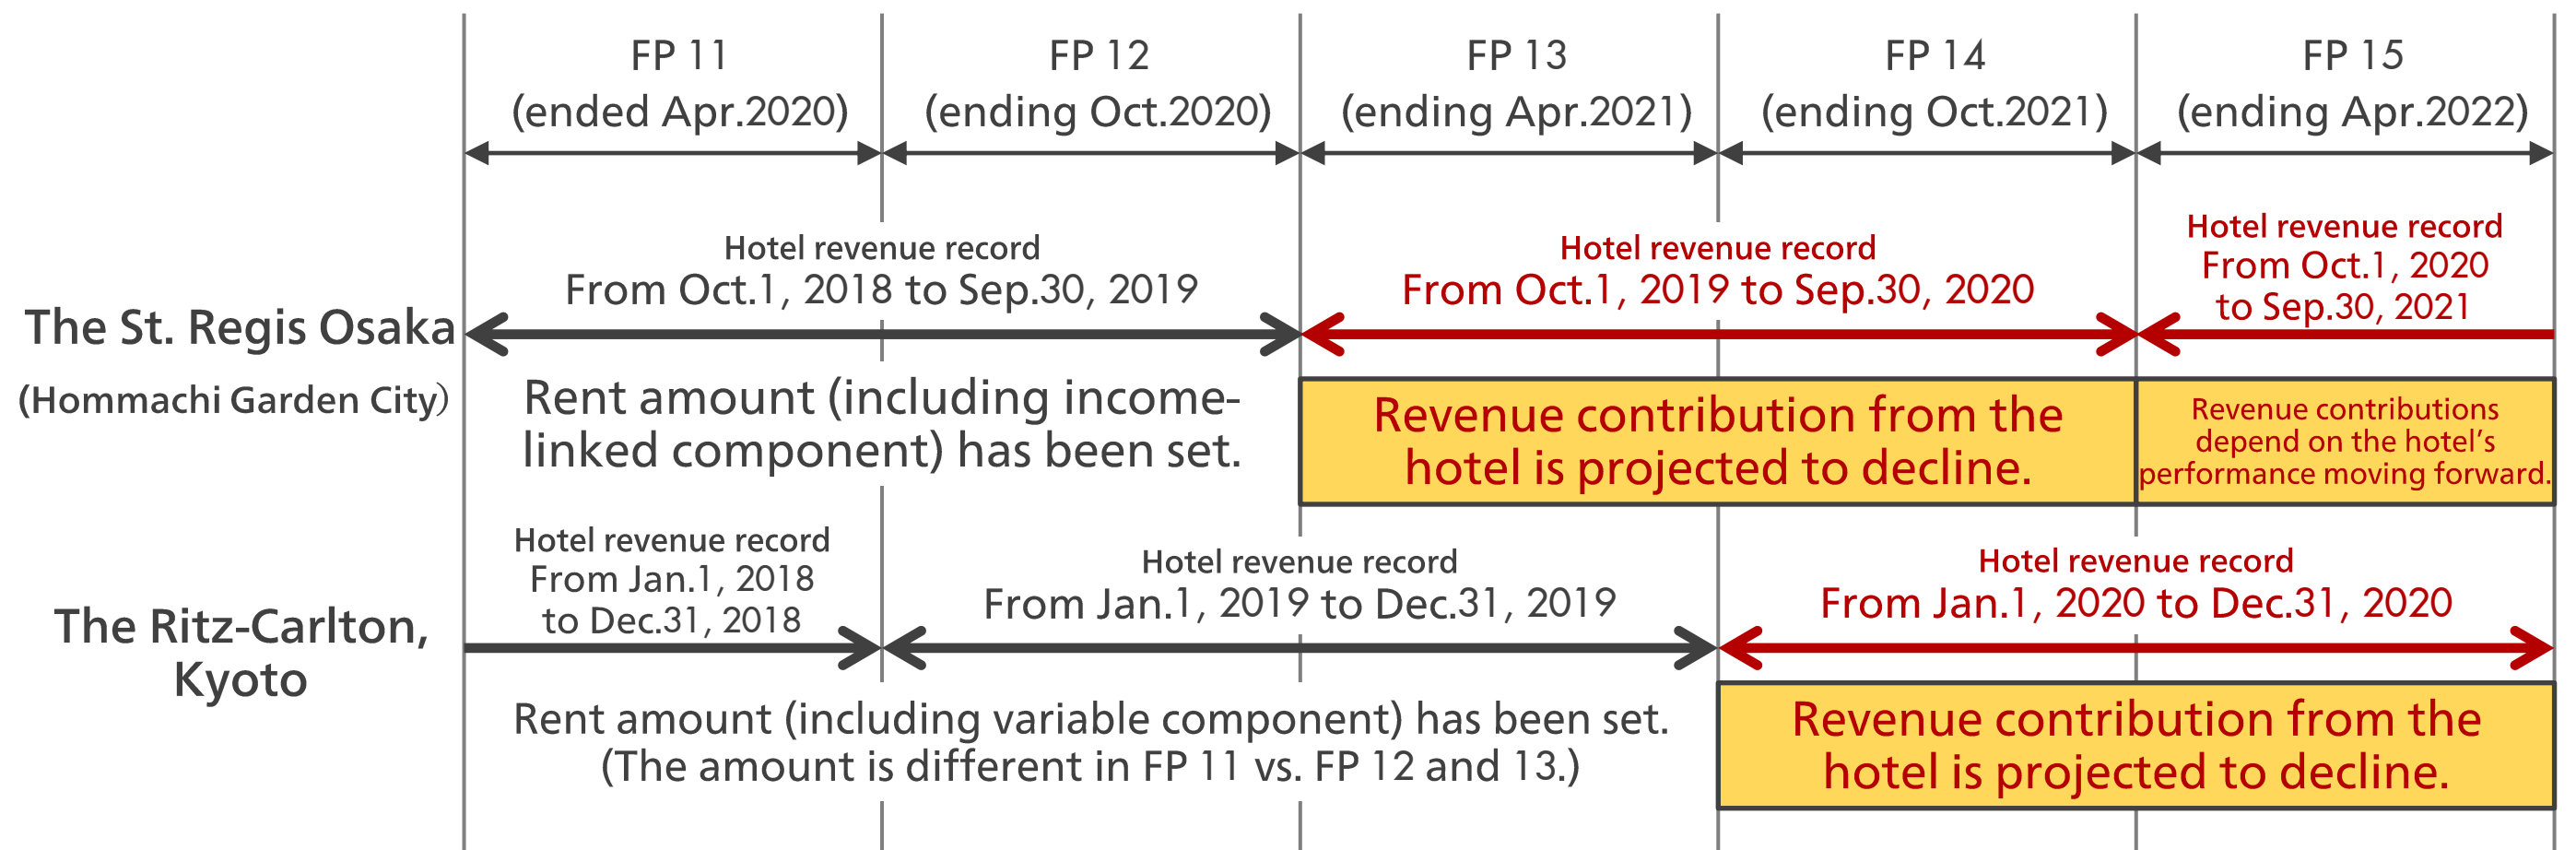 FP 11
(ended Apr.2020)
FP 12
(ending Oct.2020)
FP 13
(ending Apr.2021)
FP 14
(ending Oct.2021)
FP 15
(ending Apr.2022)
The St. Regis Osaka
(Hommachi Garden City)
Hotel revenue record
From Oct.1, 2018 to Sep.30, 2019
Rent amount (including income-
linked component) has been set.
Hotel revenue record
From Oct.1, 2019 to Sep.30, 2020
Revenue contribution from the
hotel is projected to decline.
Hotel revenue record
From Oct.1, 2020
to Sep.30, 2021
Revenue contributions
depend on the hotel’s
performance moving forward.
The Ritz-Carlton,
Kyoto
Hotel revenue record
From Jan.1, 2018
to Dec.31, 2018
Hotel revenue record
From Jan.1, 2019 to Dec.31, 2019
Rent amount (including variable component) has been set.
(The amount is different in FP 11 vs. FP 12 and 13.)
Hotel revenue record
From Jan.1, 2020 to Dec.31, 2020
Revenue contribution from the
hotel is projected to decline.